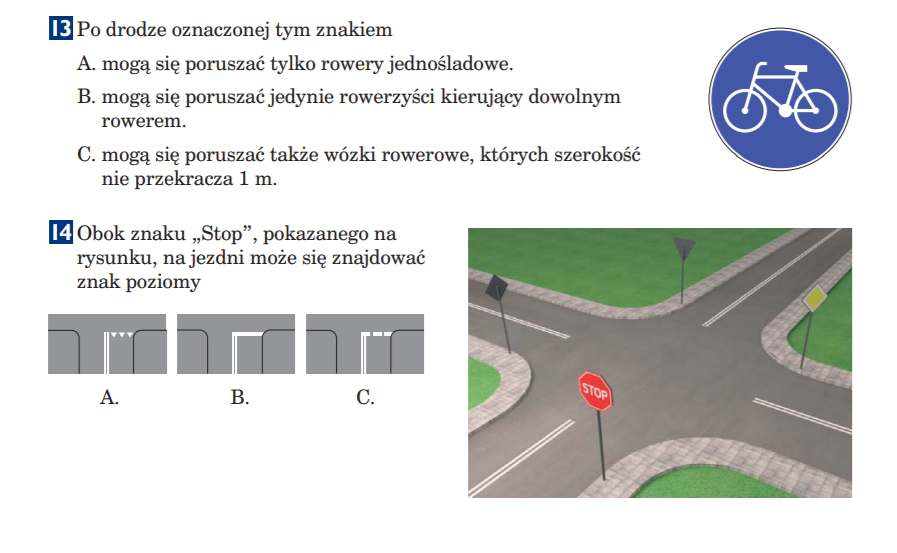 13 Po drodze oznaczonej tym znakiem
A. mogą się poruszać tylko rowery jednośladowe.
B. mogą się poruszać jedynie rowerzyści kierujący dowolnym
rowerem.
C. mogą się poruszać także wózki rowerowe, których szerokość
nie przekracza 1 m.
14 Obok znaku „Stop”, pokazanego na
rysunku, na jezdni może się znajdować
znak poziomy
A. B. C.
STOP